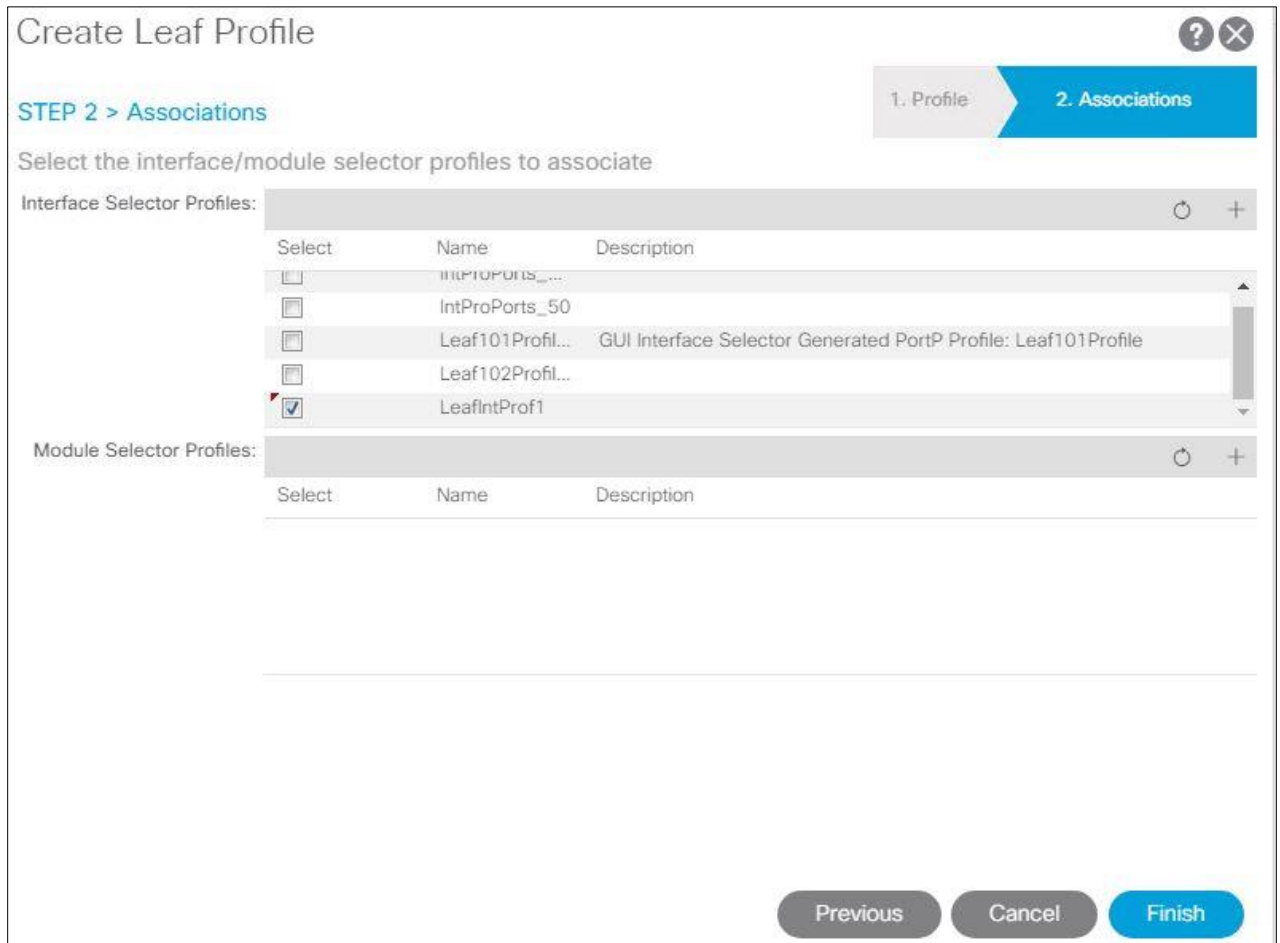 Create Leaf Profile
STEP 2 > Associations
1. Profile
2. Associations
Select the interface/module selector profiles to associate
Interface Selector Profiles:
Select Name Description
IntProPorts_...
IntProPorts_50
Leaf101Profil... GUI Interface Selector Generated PortP Profile: Leaf101Profile
Leaf102Profil...
LeafIntProf1
Module Selector Profiles:
Select Name Description
Previous Cancel Finish